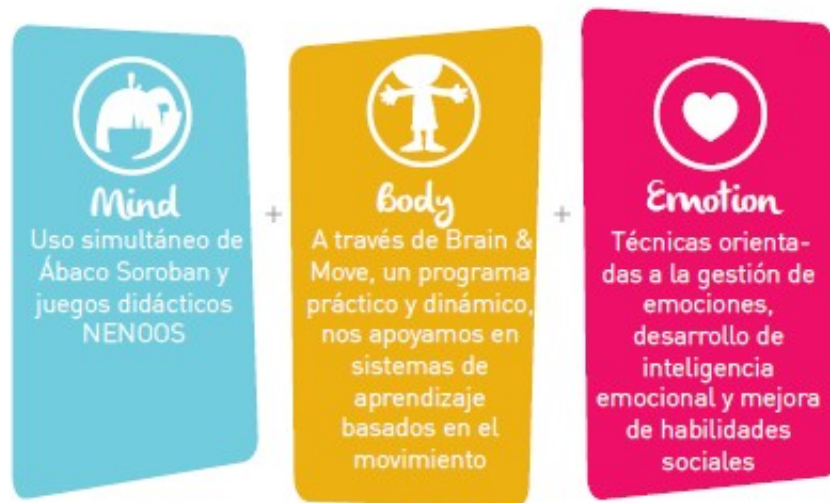 Mind
Uso simultáneo de
Ábaco Soroban y
juegos didácticos
NENOOS
+
Body
A través de Brain &
Move, un programa
práctico y dinámico,
nos apoyamos en
sistemas de
aprendizaje
basados en el
movimiento
+
Emotion
Técnicas orienta-
das a la gestión de
emociones,
desarrollo de
inteligencia
emocional y mejora
de habilidades
sociales